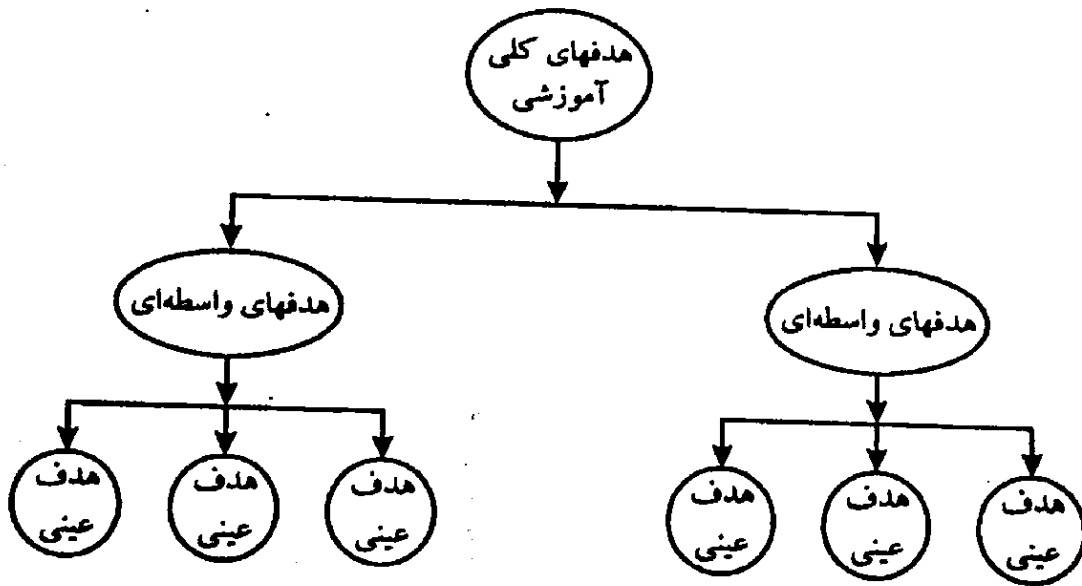 هدفهای کلی
آموزشی
هدفهای واسطه‌ای
هدفهای واسطه‌ای
هدف
عینی
هدف
عینی
هدف
عینی
هدف
عینی
هدف
عینی
هدف
عینی